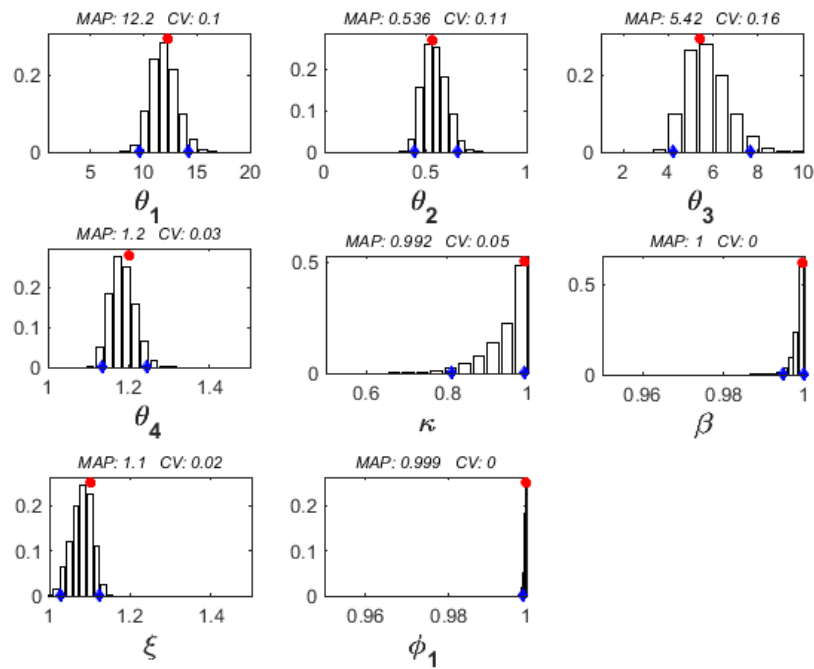 MAP: 12.2 CV: 0.1
0.2
0
5 10 15 20
θ1
MAP: 0.536 CV: 0.11
0.2
0.1
0
0 0.5 1
θ2
MAP: 5.42 CV: 0.16
0.2
0
2 4 6 8 10
θ3
MAP: 1.2 CV: 0.03
0.2
0.1
0
1 1.2 1.4
θ4
MAP: 0.992 CV: 0.05
0.5
0
0.6 0.8 1
κ
MAP: 1 CV: 0
0.5
0
0.96 0.98 1
β
MAP: 1.1 CV: 0.02
0.2
0.1
0
1 1.2 1.4
ξ
MAP: 0.999 CV: 0
0.2
0.1
0
0.96 0.98 1
ϕ1